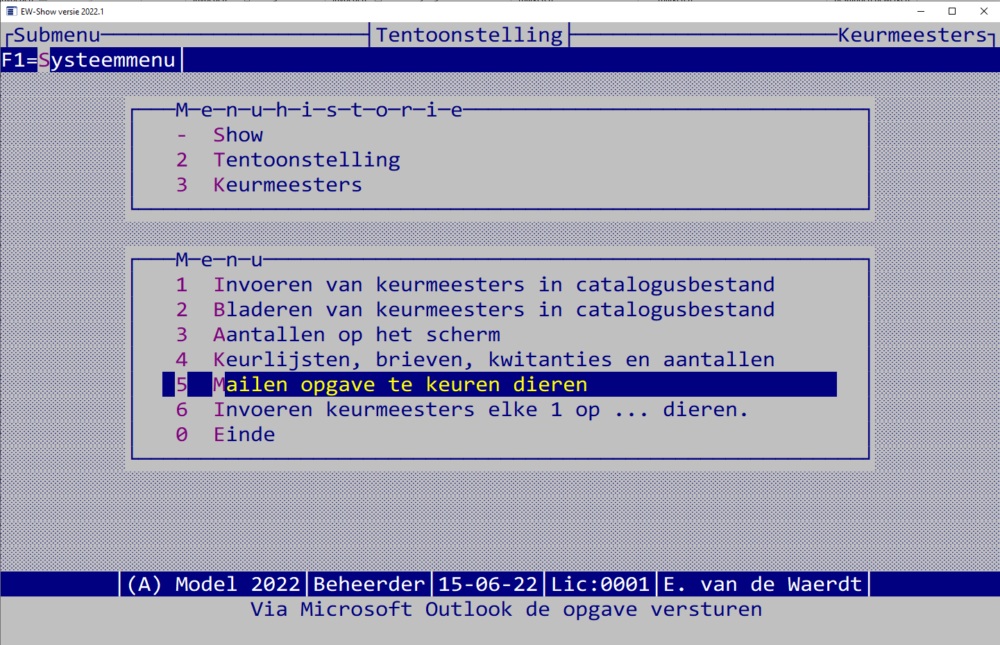 EW-Show versie 2022.1
Submenu Tentoonstelling Keurmeesters
F1=Systeemmenu
M-e-n-u-h-i-s-t-o-r-i-e
- Show
2 Tentoonstelling
3 Keurmeesters
M-e-n-u
1 Invoeren van keurmeesters in catalogusbestand
2 Bladeren van keurmeesters in catalogusbestand
3 Aantallen op het scherm
4 Keurlijsten, brieven, kwitanties en aantallen
5 Mailen opgave te keuren dieren
6 Invoeren keurmeesters elke 1 op ... dieren.
0 Einde
(A) Model 2022|Beheerder|15-06-22|Lic:0001|E. van de Waerdt|
Via Microsoft Outlook de opgave versturen